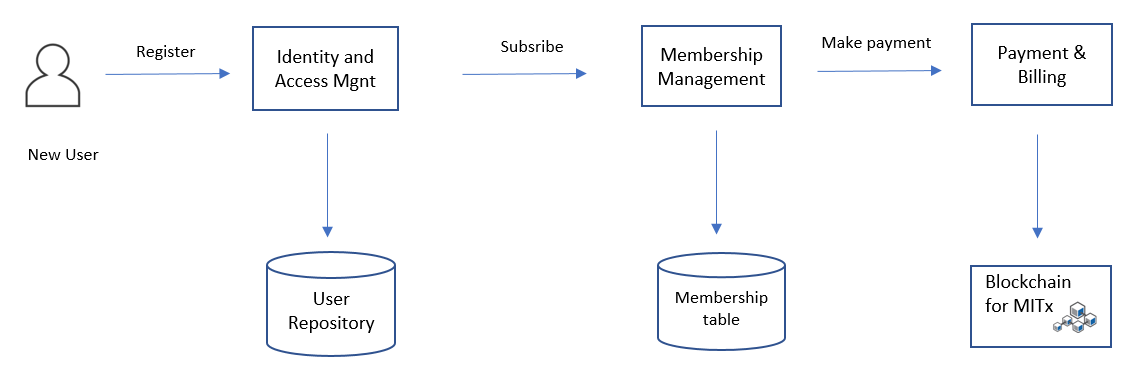 Register
Subsribe
Make payment
Identity and
Access Mgnt
Membership
Management
Payment &
Billing
New User
User
Repository
Membership
table
Blockchain
for MITx